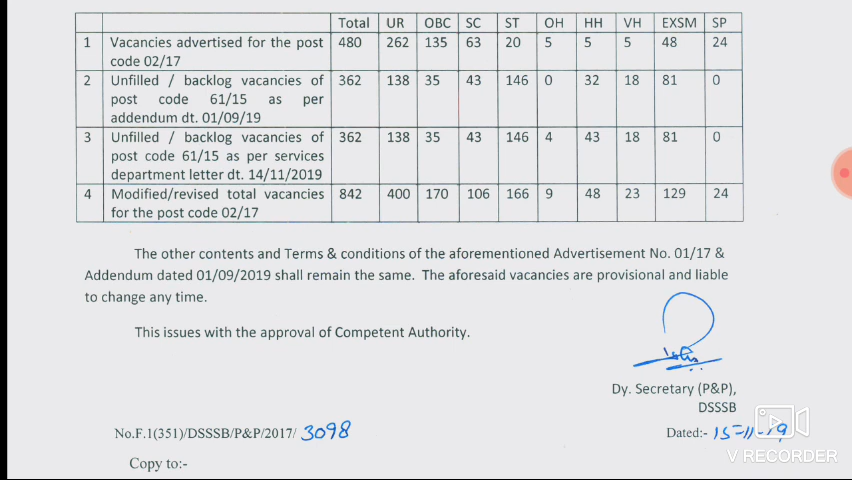 Total UR OBC SC ST OH HH VH EXSM SP
1 Vacancies advertised for the post 480 262 135 63 20 5 5 5 48 24
code 02/17
2 Unfilled / backlog vacancies of 362 138 35 43 146 0 32 18 81 0
post code 61/15 as per
addendum dt. 01/09/19
3 Unfilled / backlog vacancies of 362 138 35 43 146 4 43 18 81 0
post code 61/15 as per services
department letter dt. 14/11/2019
4 Modified/revised total vacancies 842 400 170 106 166 9 48 23 129 24
for the post code 02/17
The other contents and Terms & conditions of the aforementioned Advertisement No. 01/17 &
Addendum dated 01/09/2019 shall remain the same. The aforesaid vacancies are provisional and liable
to change any time.
This issues with the approval of Competent Authority.
Dy. Secretary (P&P),
DSSSB
No.F.1(351)/DSSSB/P&P/2017/ 3098
Dated:- 15-11-19
Copy to:-
V RECORDER